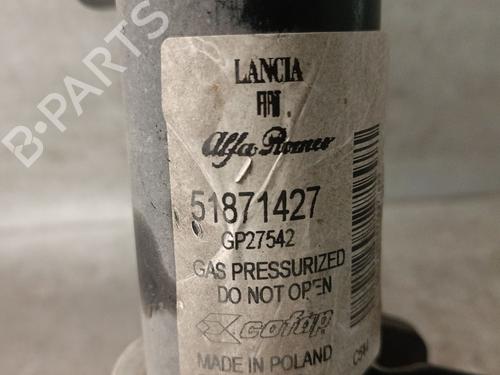 B-PARTS
LANCIA
FIAT
Alfa Romeo
51871427
GP27542
GAS PRESSURIZED
DO NOT OPEN
cofap
MADE IN POLAND